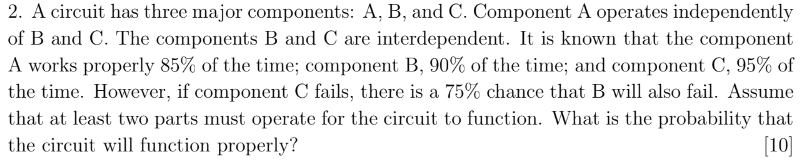 2. A circuit has three major components: A, B, and C. Component A operates independently
of B and C. The components B and C are interdependent. It is known that the component
A works properly 85% of the time; component B, 90% of the time; and component C, 95% of
the time. However, if component C fails, there is a 75% chance that B will also fail. Assume
that at least two parts must operate for the circuit to function. What is the probability that
the circuit will function properly? [10]